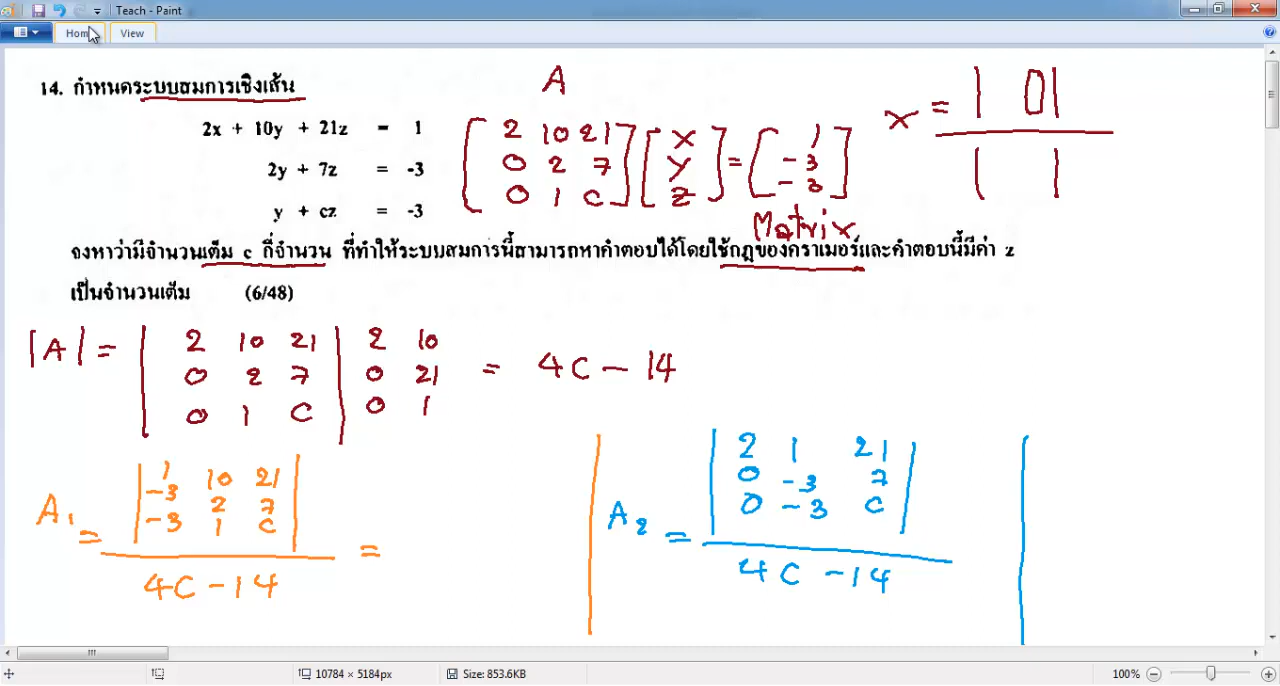 Teach - Paint
Home View
14. กำหนดระบบสมการเชิงเส้น
2x + 10y + 21z = 1
2y + 7z = -3
y + cz = -3
A
[ 2 10 21 ] [ x ] = [ 1 ]
[ 0 2 7 ] [ y ] [ -3 ]
[ 0 1 C ] [ z ] [ -3 ]
Matrix
x = | 01
จงหาว่ามีจำนวนเต็ม c กี่จำนวน ที่ทำให้ระบบสมการนี้สามารถหาคำตอบได้โดยใช้กฎของคราเมอร์และคำตอบนี้มีค่า z
เป็นจำนวนเต็ม (6/48)
|A| = | 2 10 21 | 2 10
0 2 7 | 0 21 = 4C - 14
0 1 C | 0 1
1 10 21
-3 2 7
A1 = -3 1 C =
4C - 14
2 1 21
0 -3 7
A2 = 0 -3 C
4C - 14
10784 × 5184px Size: 853.6KB 100%